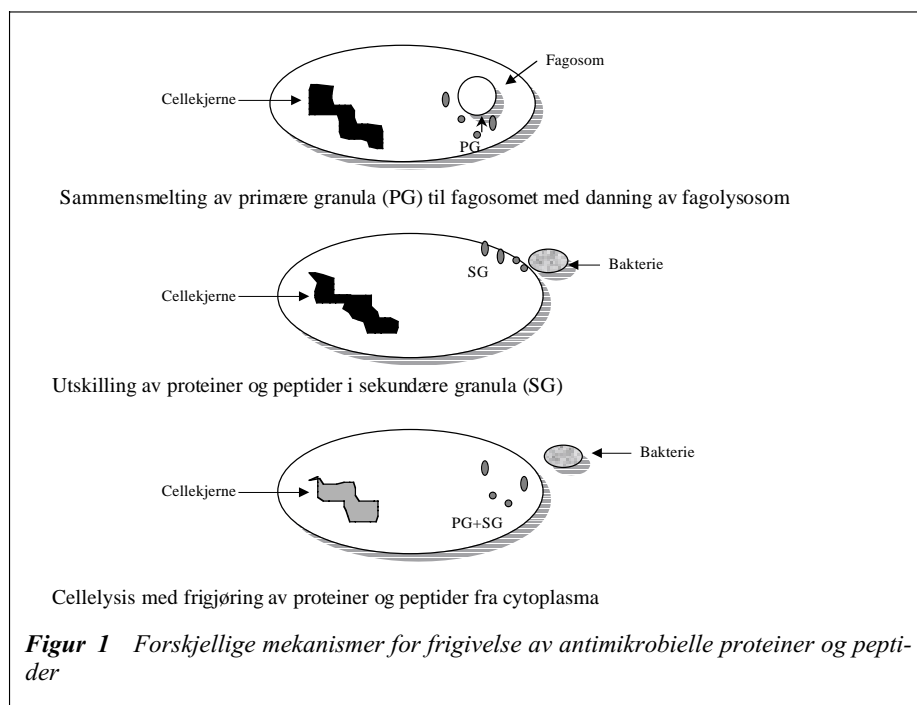 Fagosom
Cellekjerne
PG
Sammensmelting av primære granula (PG) til fagosomet med danning av fagolysosom
SG
Bakterie
Cellekjerne
Utskilling av proteiner og peptider i sekundære granula (SG)
Bakterie
Cellekjerne
PG+SG
Cellelysis med frigjøring av proteiner og peptider fra cytoplasma
Figur 1 Forskjellige mekanismer for frigivelse av antimikrobielle proteiner og pepti-
der